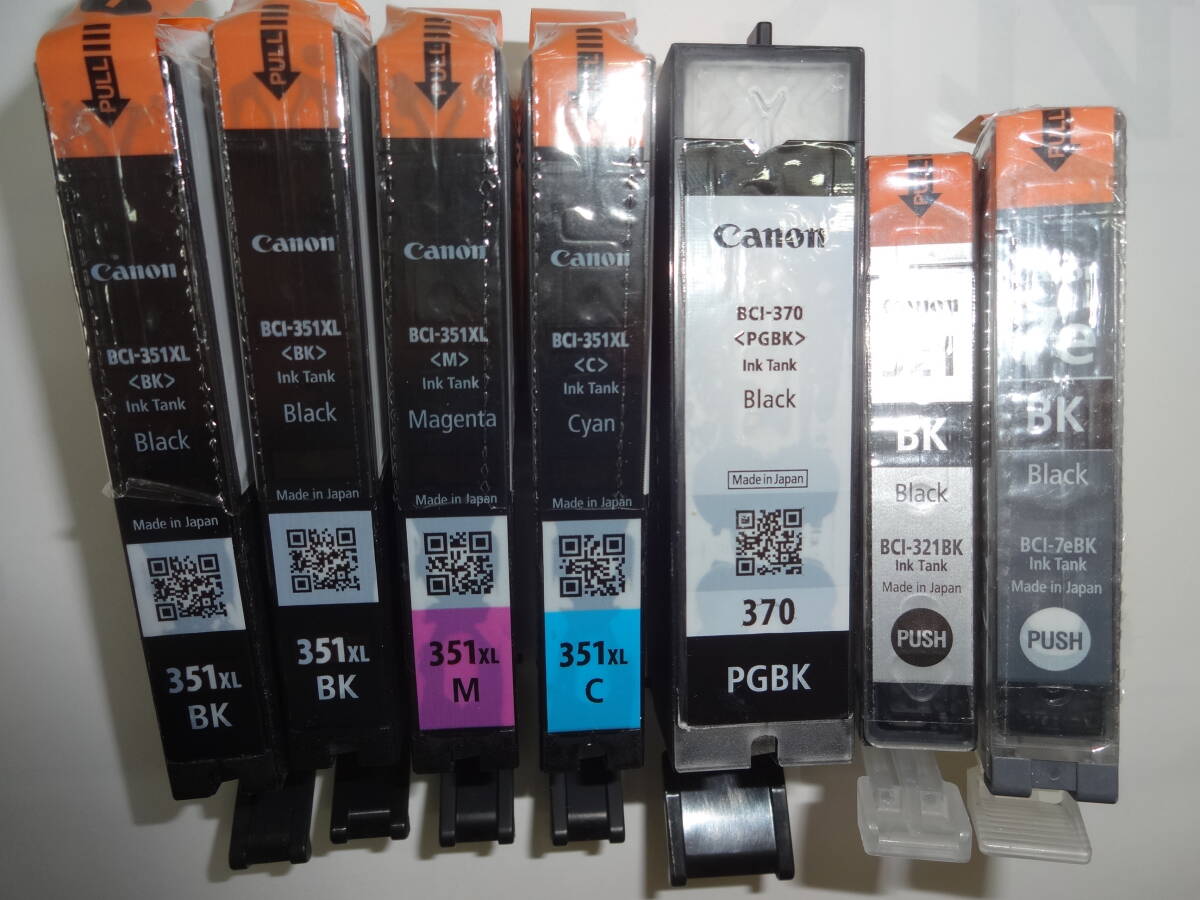 PULL
Canon
BCI-351XL
<BK>
Ink Tank
Black
Made in Japan
351XL
BK
PULL
Canon
BCI-351XL
<BK>
Ink Tank
Black
Made in Japan
351XL
BK
PULL
Canon
BCI-351XL
<M>
Ink Tank
Magenta
Made in Japan
351XL
M
PULL
Canon
BCI-351XL
<C>
Ink Tank
Cyan
Made in Japan
351XL
C
Canon
BCI-370
<PGBK>
Ink Tank
Black
Made in Japan
370
PGBK
PULL
Canon
321
BK
Black
BCI-321BK
Ink Tank
Made in Japan
PUSH
PULL
7e
BK
Black
BCI-7eBK
Ink Tank
Made in Japan
PUSH